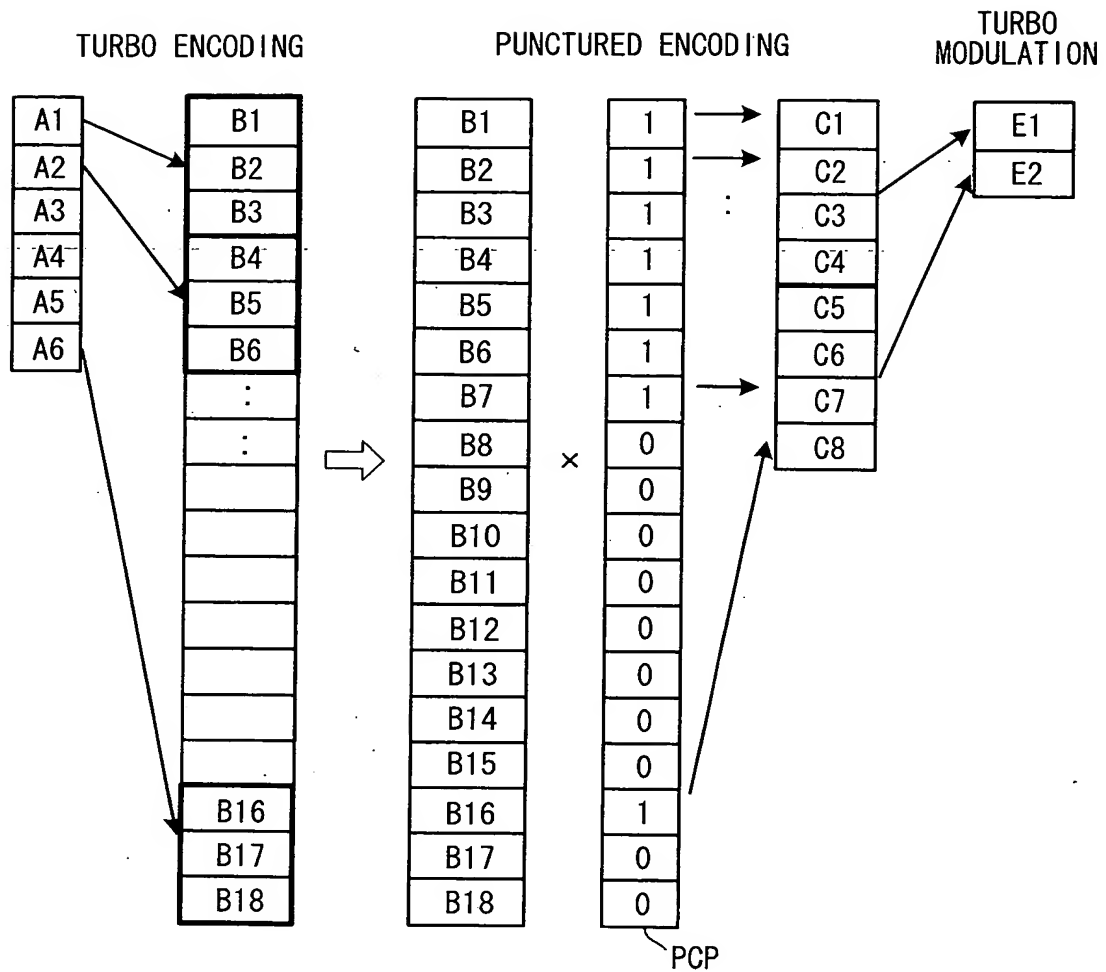 TURBO ENCODING
PUNCTURED ENCODING
TURBO
MODULATION
A1
A2
A3
A4
A5
A6
B1
B2
B3
B4
B5
B6
:
:
B16
B17
B18
B1
B2
B3
B4
B5
B6
B7
B8
B9
B10
B11
B12
B13
B14
B15
B16
B17
B18
×
1
1
1
1
1
1
1
0
0
0
0
0
0
0
0
1
0
0
PCP
:
C1
C2
C3
C4
C5
C6
C7
C8
E1
E2